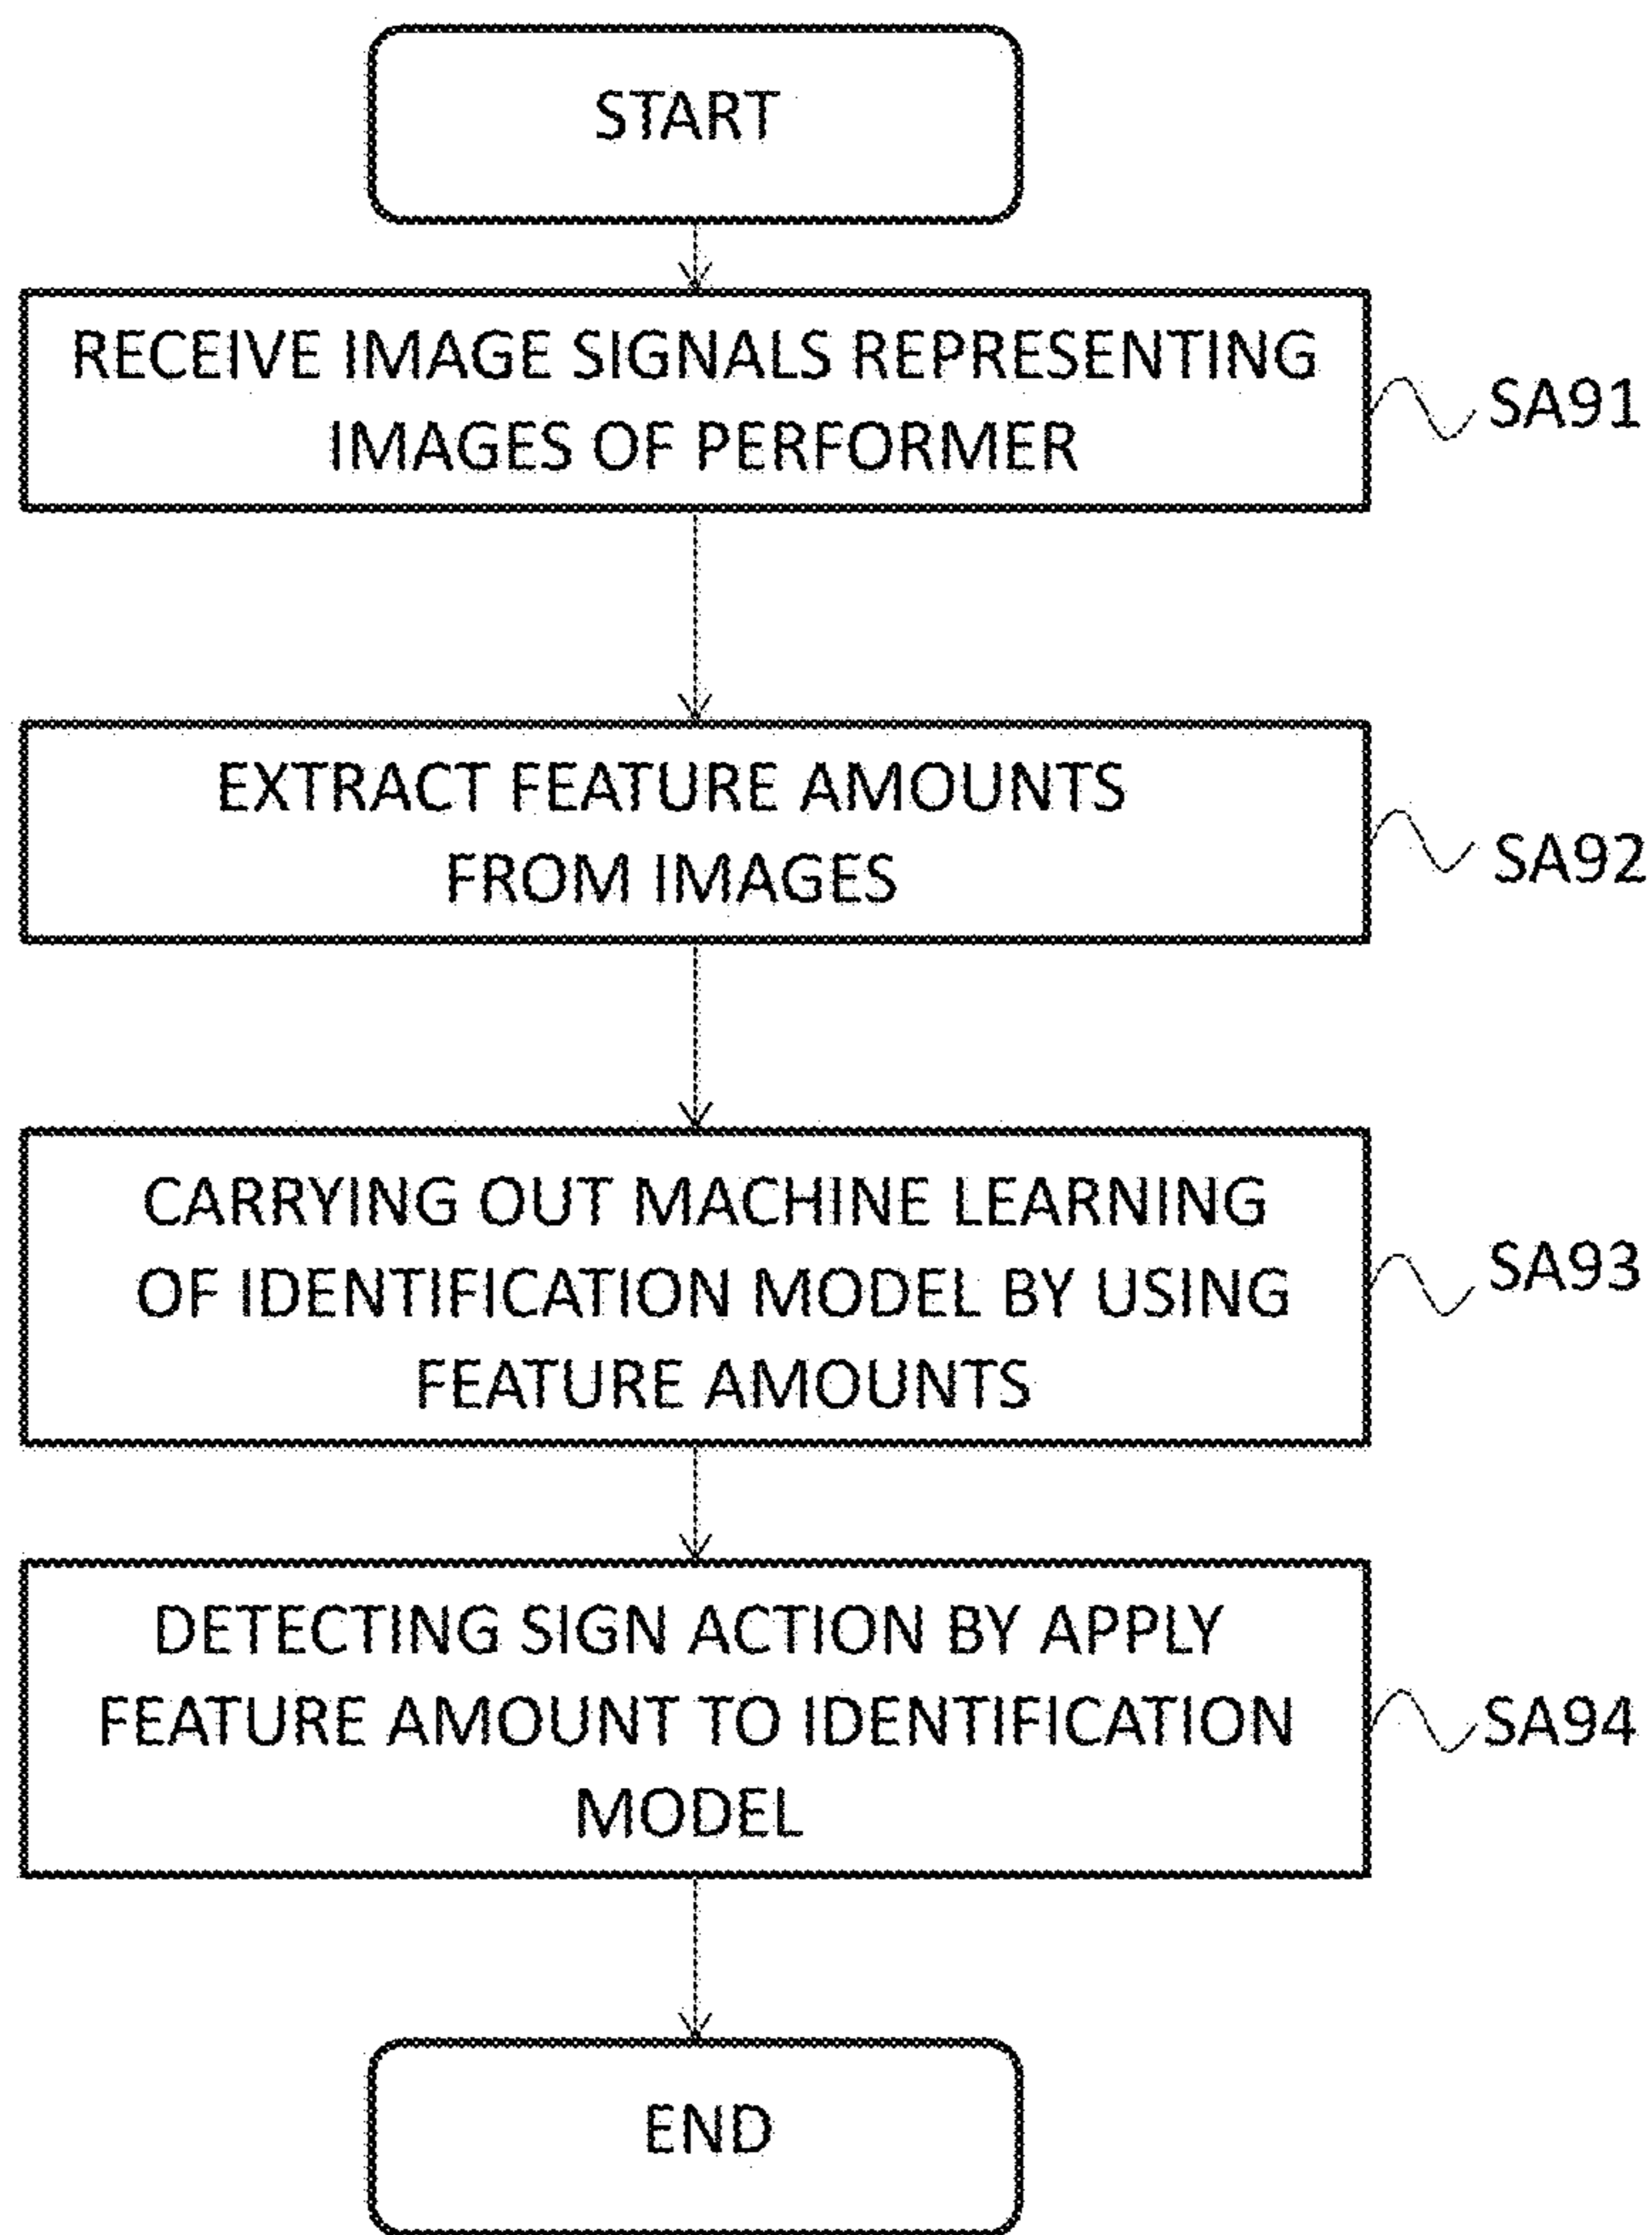 START
RECEIVE IMAGE SIGNALS REPRESENTING
IMAGES OF PERFORMER
SA91
EXTRACT FEATURE AMOUNTS
FROM IMAGES
SA92
CARRYING OUT MACHINE LEARNING
OF IDENTIFICATION MODEL BY USING
FEATURE AMOUNTS
SA93
DETECTING SIGN ACTION BY APPLY
FEATURE AMOUNT TO IDENTIFICATION
MODEL
SA94
END